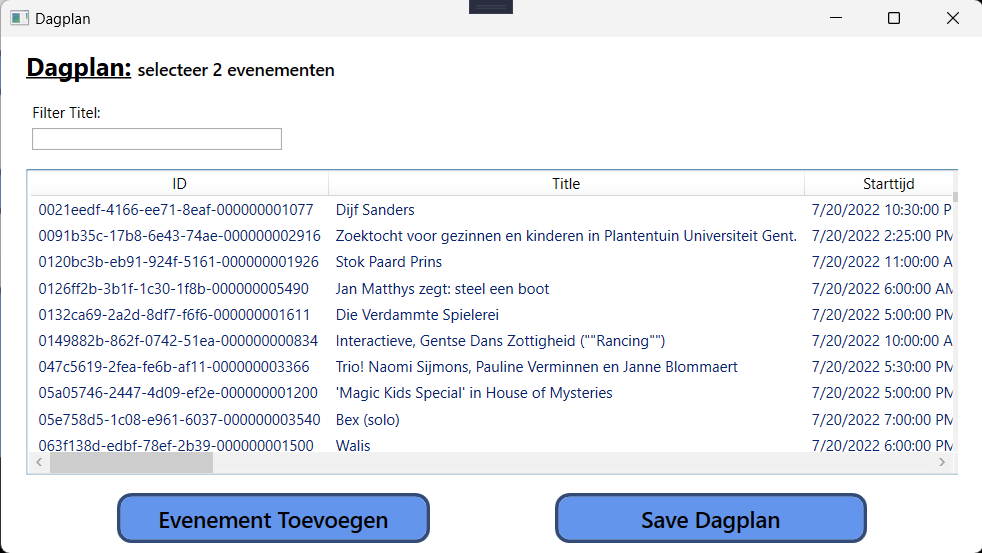 Dagplan
Dagplan: selecteer 2 evenementen
Filter Titel:
ID Title Starttijd
0021eedf-4166-ee71-8eaf-000000001077 Dijf Sanders 7/20/2022 10:30:00 P
0091b35c-17b8-6e43-74ae-000000002916 Zoektocht voor gezinnen en kinderen in Plantentuin Universiteit Gent. 7/20/2022 2:25:00 PM
0120bc3b-eb91-924f-5161-000000001926 Stok Paard Prins 7/20/2022 11:00:00 A
0126ff2b-3b1f-1c30-1f8b-000000005490 Jan Matthys zegt: steel een boot 7/20/2022 6:00:00 AM
0132ca69-2a2d-8df7-f6f6-000000001611 Die Verdammte Spielerei 7/20/2022 5:00:00 PM
0149882b-862f-0742-51ea-000000000834 Interactieve, Gentse Dans Zottigheid (""Rancing"") 7/20/2022 10:00:00 A
047c5619-2fea-fe6b-af11-000000003366 Trio! Naomi Sijmons, Pauline Verminnen en Janne Blommaert 7/20/2022 5:30:00 PM
05a05746-2447-4d09-ef2e-000000001200 'Magic Kids Special' in House of Mysteries 7/20/2022 5:00:00 PM
05e758d5-1c08-e961-6037-000000003540 Bex (solo) 7/20/2022 7:00:00 PM
063f138d-edbf-78ef-2b39-000000001500 Walis 7/20/2022 6:00:00 PM
Evenement Toevoegen Save Dagplan